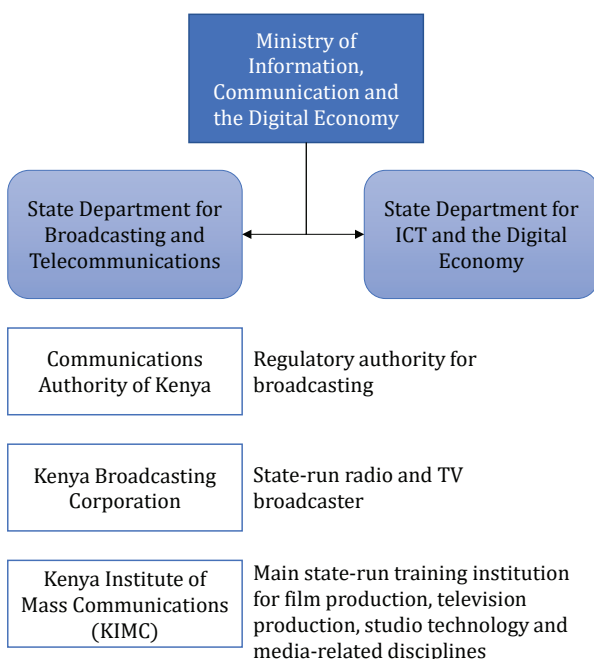 Ministry of
Information,
Communication and
the Digital Economy
State Department for
Broadcasting and
Telecommunications
State Department for
ICT and the Digital
Economy
Communications
Authority of Kenya
Regulatory authority for
broadcasting
Kenya Broadcasting
Corporation
State-run radio and TV
broadcaster
Kenya Institute of
Mass Communications
(KIMC)
Main state-run training institution
for film production, television
production, studio technology and
media-related disciplines